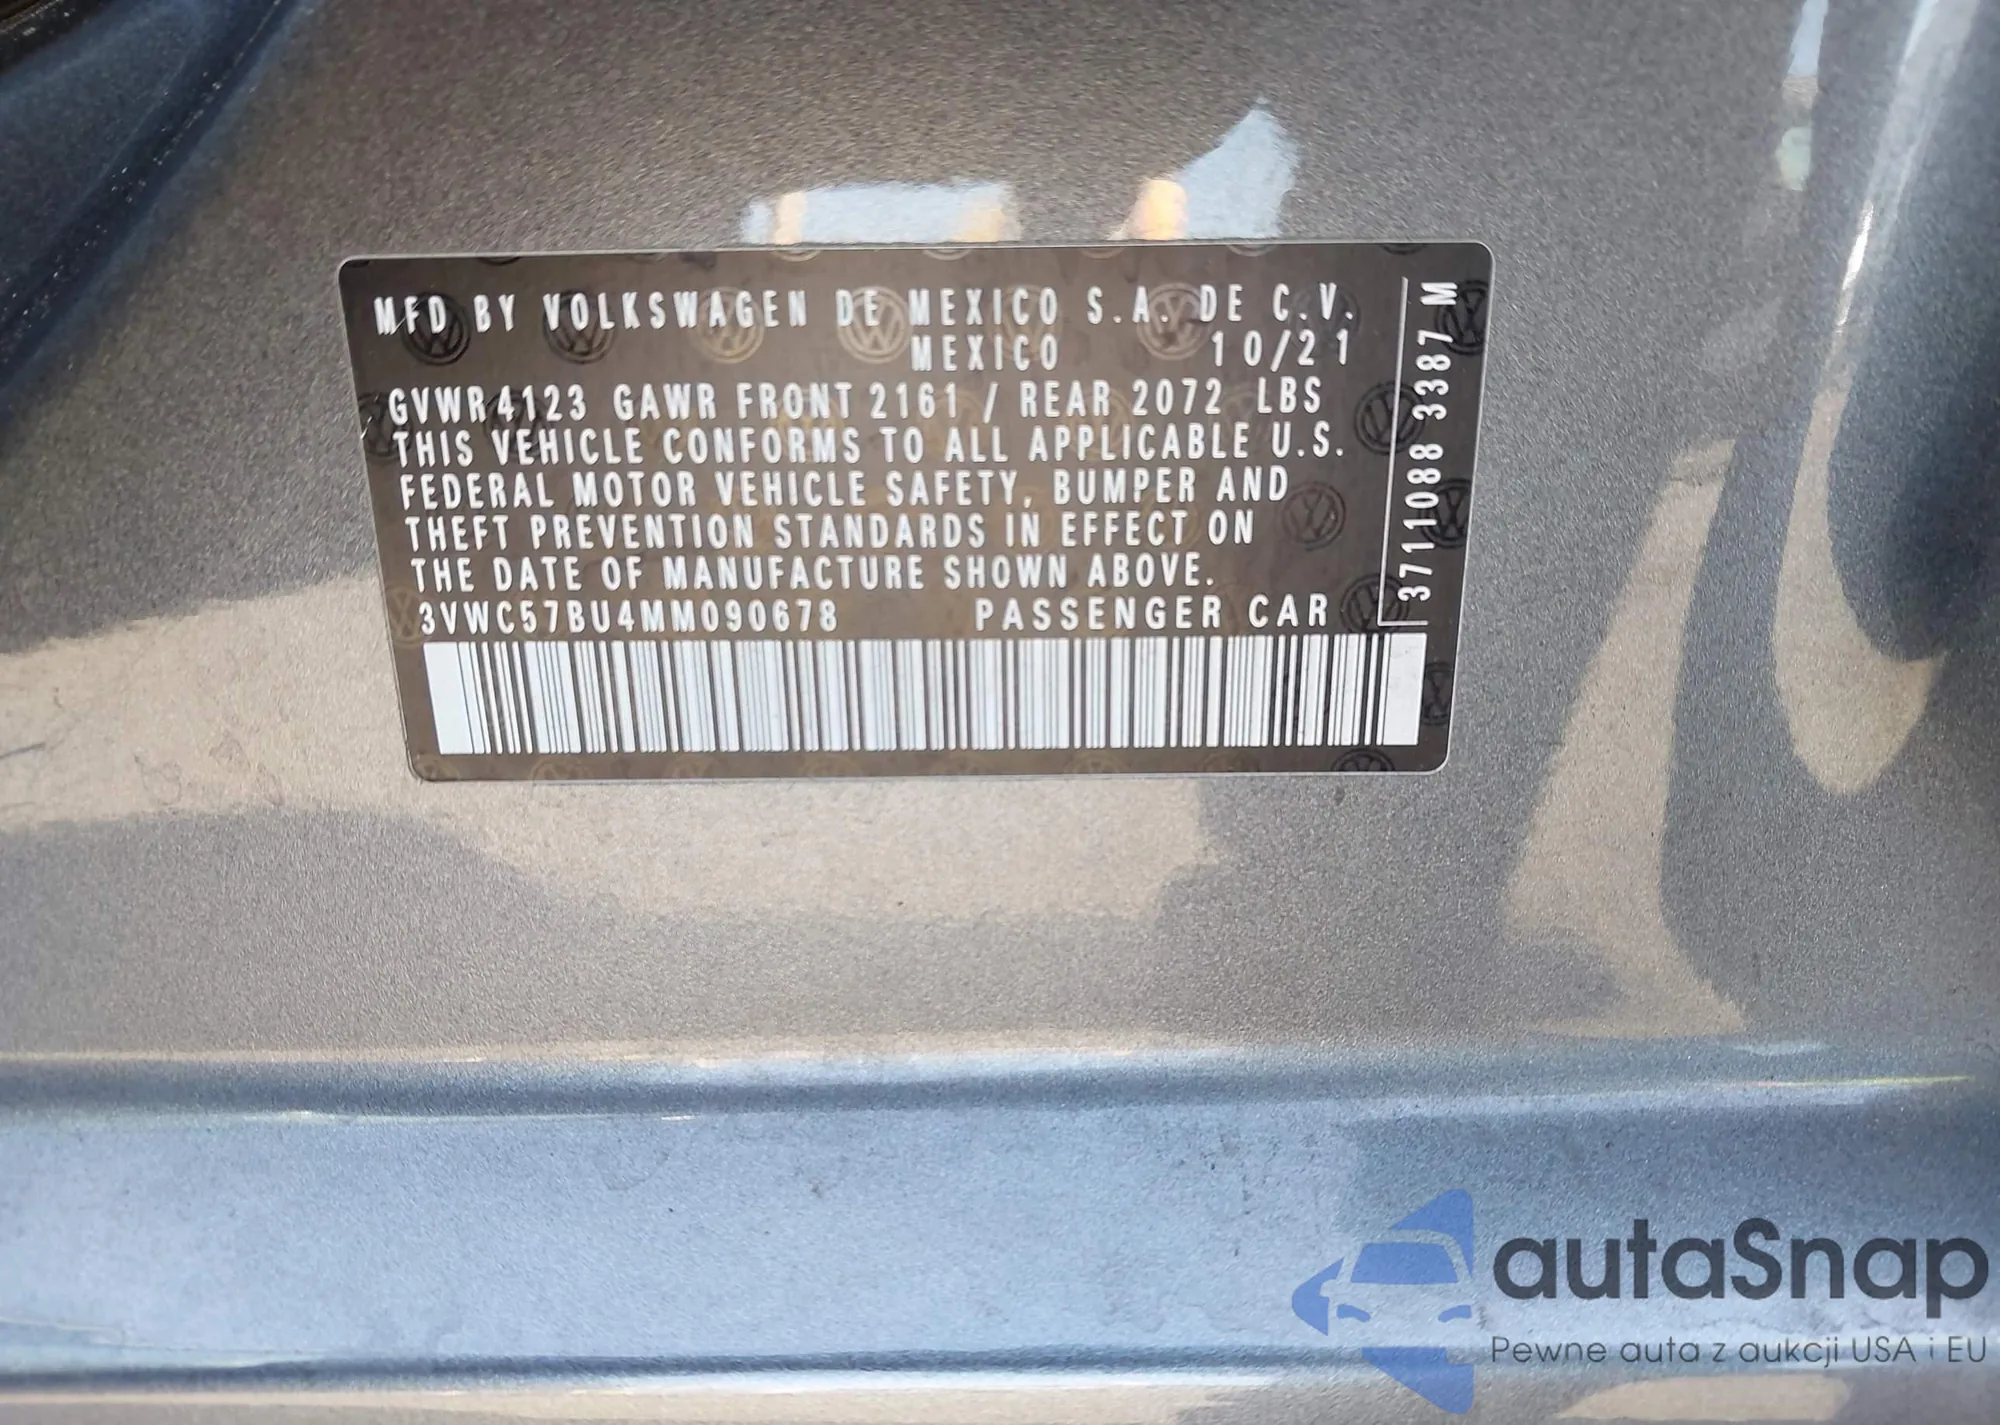 MFD BY VOLKSWAGEN DE MEXICO S.A. DE C.V.
MEXICO 10/21
GVWR 4123 GAWR FRONT 2161 / REAR 2072 LBS
THIS VEHICLE CONFORMS TO ALL APPLICABLE U.S.
FEDERAL MOTOR VEHICLE SAFETY, BUMPER AND
THEFT PREVENTION STANDARDS IN EFFECT ON
THE DATE OF MANUFACTURE SHOWN ABOVE.
3VWC57BU4MM090678 PASSENGER CAR
3711088 3387 M
autaSnap
Pewne auta z aukcji USA i EU